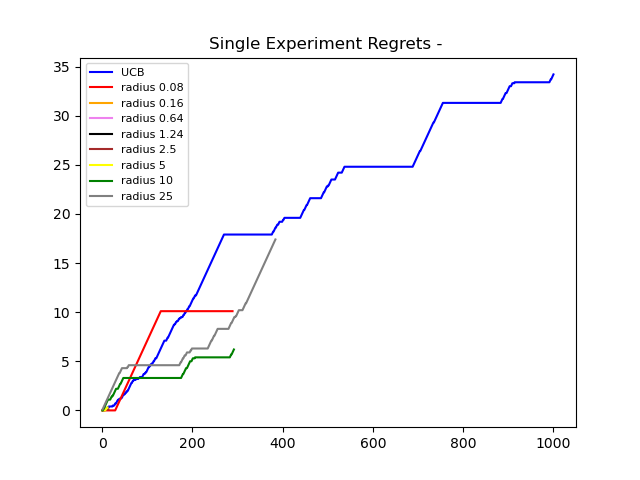 Single Experiment Regrets -
35
30
25
20
15
10
5
0
UCB
radius 0.08
radius 0.16
radius 0.64
radius 1.24
radius 2.5
radius 5
radius 10
radius 25
0 200 400 600 800 1000